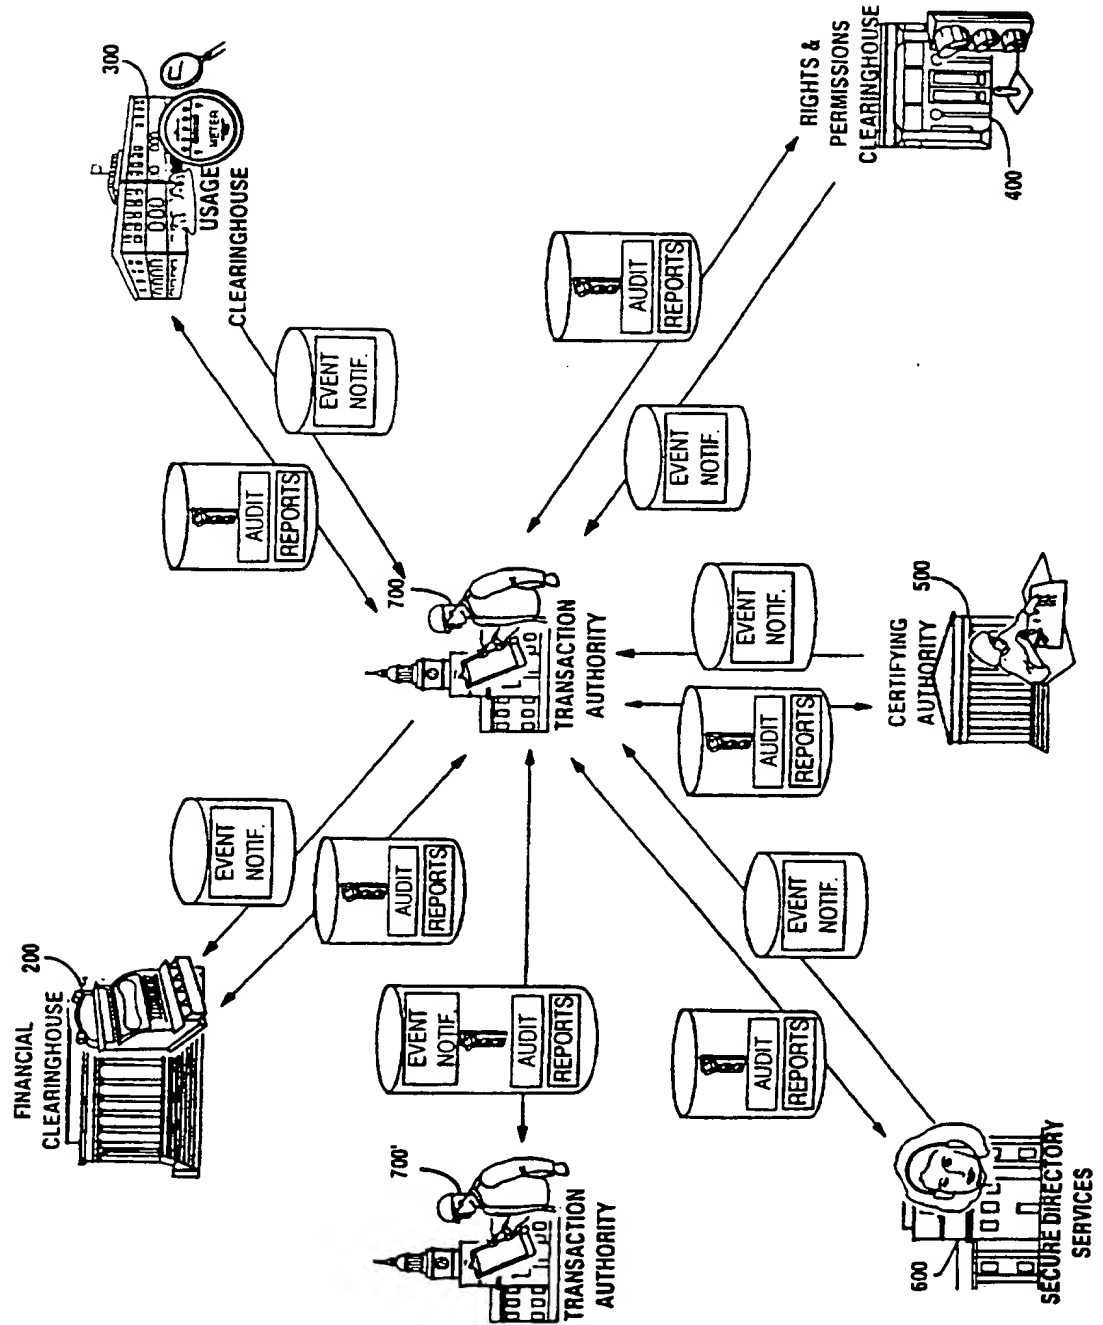 FINANCIAL
CLEARINGHOUSE
200
EVENT
NOTIF.
AUDIT
REPORTS
300
METER
USAGE
CLEARINGHOUSE
EVENT
NOTIF.
AUDIT
REPORTS
700'
TRANSACTION
AUTHORITY
EVENT
NOTIF.
AUDIT
REPORTS
700
TRANSACTION
AUTHORITY
AUDIT
REPORTS
EVENT
NOTIF.
RIGHTS &
PERMISSIONS
CLEARINGHOUSE
400
600
SECURE DIRECTORY
SERVICES
AUDIT
REPORTS
EVENT
NOTIF.
AUDIT
REPORTS
EVENT
NOTIF.
CERTIFYING
AUTHORITY
500